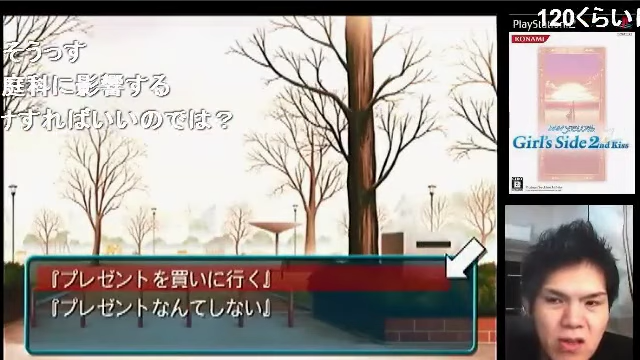 そうっす
庭科に影響する
すればいいのでは？
120くらい
PlayStation 2
KONAMI
Girl's Side 2nd Kiss
『プレゼントを買いに行く』
『プレゼントなんてしない』